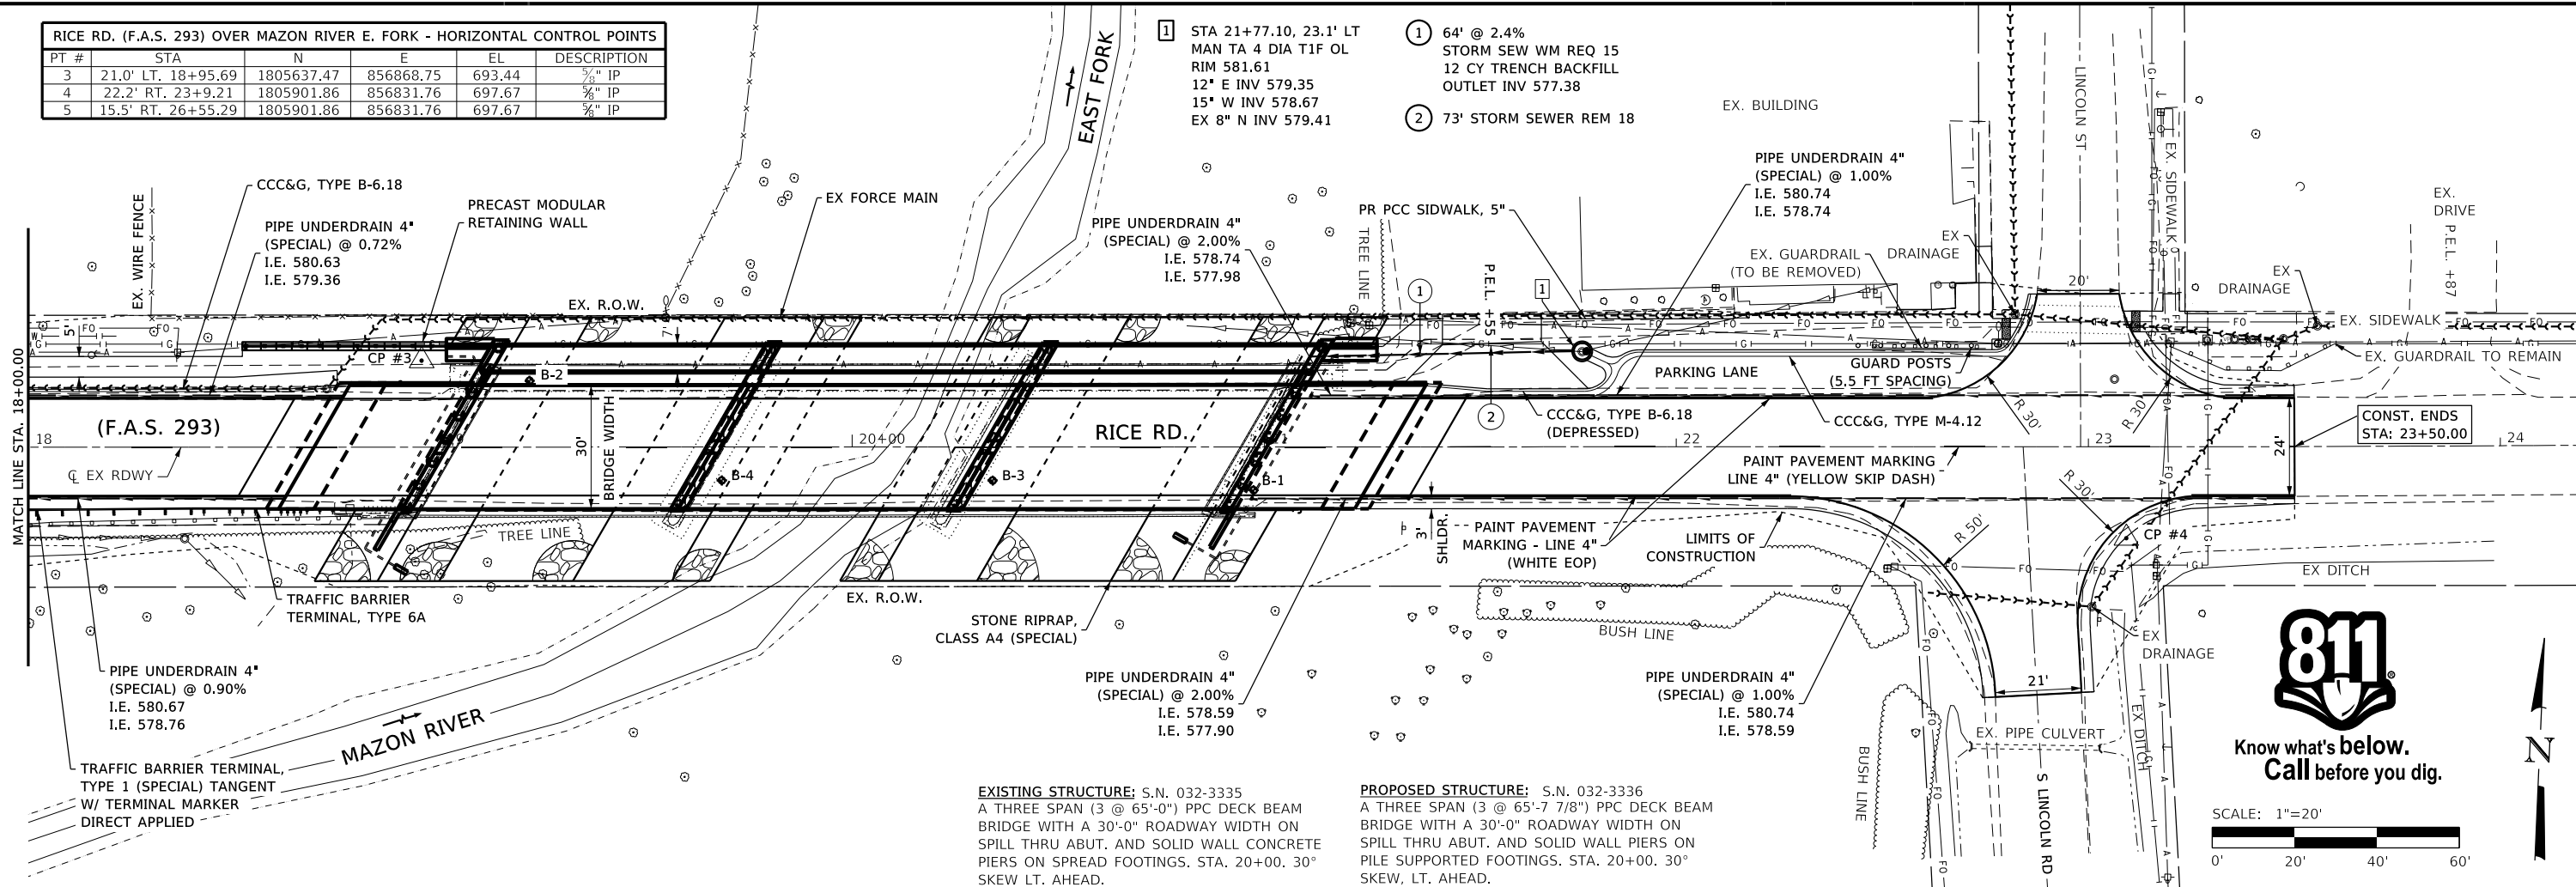 RICE RD. (F.A.S. 293) OVER MAZON RIVER E. FORK - HORIZONTAL CONTROL POINTS
PT # STA N E EL DESCRIPTION
3 21.0' LT. 18+95.69 1805637.47 856868.75 693.44 5/8" IP
4 22.2' RT. 23+9.21 1805901.86 856831.76 697.67 5/8" IP
5 15.5' RT. 26+55.29 1805901.86 856831.76 697.67 5/8" IP
EAST FORK
1 STA 21+77.10, 23.1' LT
MAN TA 4 DIA T1F OL
RIM 581.61
12" E INV 579.35
15" W INV 578.67
EX 8" N INV 579.41
1 64' @ 2.4%
STORM SEW WM REQ 15
12 CY TRENCH BACKFILL
OUTLET INV 577.38
2 73' STORM SEWER REM 18
EX. BUILDING
LINCOLN ST
EX. SIDEWALK
EX.
DRIVE
P.E.L. +87
EX. WIRE FENCE
CCC&G, TYPE B-6.18
PIPE UNDERDRAIN 4"
(SPECIAL) @ 0.72%
I.E. 580.63
I.E. 579.36
PRECAST MODULAR
RETAINING WALL
EX FORCE MAIN
PIPE UNDERDRAIN 4"
(SPECIAL) @ 2.00%
I.E. 578.74
I.E. 577.98
TREE LINE
PR PCC SIDWALK, 5"
PIPE UNDERDRAIN 4"
(SPECIAL) @ 1.00%
I.E. 580.74
I.E. 578.74
EX. GUARDRAIL
(TO BE REMOVED)
EX
DRAINAGE
EX
DRAINAGE
20'
EX. R.O.W.
5'
CP #3
B-2
1
P.E.L. +55
1
GUARD POSTS
(5.5 FT SPACING)
PARKING LANE
EX. SIDEWALK
EX. GUARDRAIL TO REMAIN
MATCH LINE STA. 18+00.00
18
(F.A.S. 293)
℄ EX RDWY
30'
BRIDGE WIDTH
20+00
RICE RD.
B-4
B-3
B-1
2
CCC&G, TYPE B-6.18
(DEPRESSED)
CCC&G, TYPE M-4.12
22
R 30'
R 30'
23
24'
CONST. ENDS
STA: 23+50.00
24
PAINT PAVEMENT MARKING
LINE 4" (YELLOW SKIP DASH)
R 30'
R 50'
CP #4
TREE LINE
3'
SHLDR.
PAINT PAVEMENT
MARKING - LINE 4"
(WHITE EOP)
LIMITS OF
CONSTRUCTION
EX DITCH
TRAFFIC BARRIER
TERMINAL, TYPE 6A
EX. R.O.W.
STONE RIPRAP,
CLASS A4 (SPECIAL)
BUSH LINE
EX
DRAINAGE
PIPE UNDERDRAIN 4"
(SPECIAL) @ 0.90%
I.E. 580.67
I.E. 578.76
MAZON RIVER
PIPE UNDERDRAIN 4"
(SPECIAL) @ 2.00%
I.E. 578.59
I.E. 577.90
PIPE UNDERDRAIN 4"
(SPECIAL) @ 1.00%
I.E. 580.74
I.E. 578.59
21'
EX. PIPE CULVERT
EX DITCH
BUSH LINE
S LINCOLN RD
TRAFFIC BARRIER TERMINAL,
TYPE 1 (SPECIAL) TANGENT
W/ TERMINAL MARKER
DIRECT APPLIED
EXISTING STRUCTURE: S.N. 032-3335
A THREE SPAN (3 @ 65'-0") PPC DECK BEAM
BRIDGE WITH A 30'-0" ROADWAY WIDTH ON
SPILL THRU ABUT. AND SOLID WALL CONCRETE
PIERS ON SPREAD FOOTINGS. STA. 20+00. 30°
SKEW LT. AHEAD.
PROPOSED STRUCTURE: S.N. 032-3336
A THREE SPAN (3 @ 65'-7 7/8") PPC DECK BEAM
BRIDGE WITH A 30'-0" ROADWAY WIDTH ON
SPILL THRU ABUT. AND SOLID WALL PIERS ON
PILE SUPPORTED FOOTINGS. STA. 20+00. 30°
SKEW, LT. AHEAD.
811
Know what's below.
Call before you dig.
SCALE: 1"=20'
0' 20' 40' 60'
N